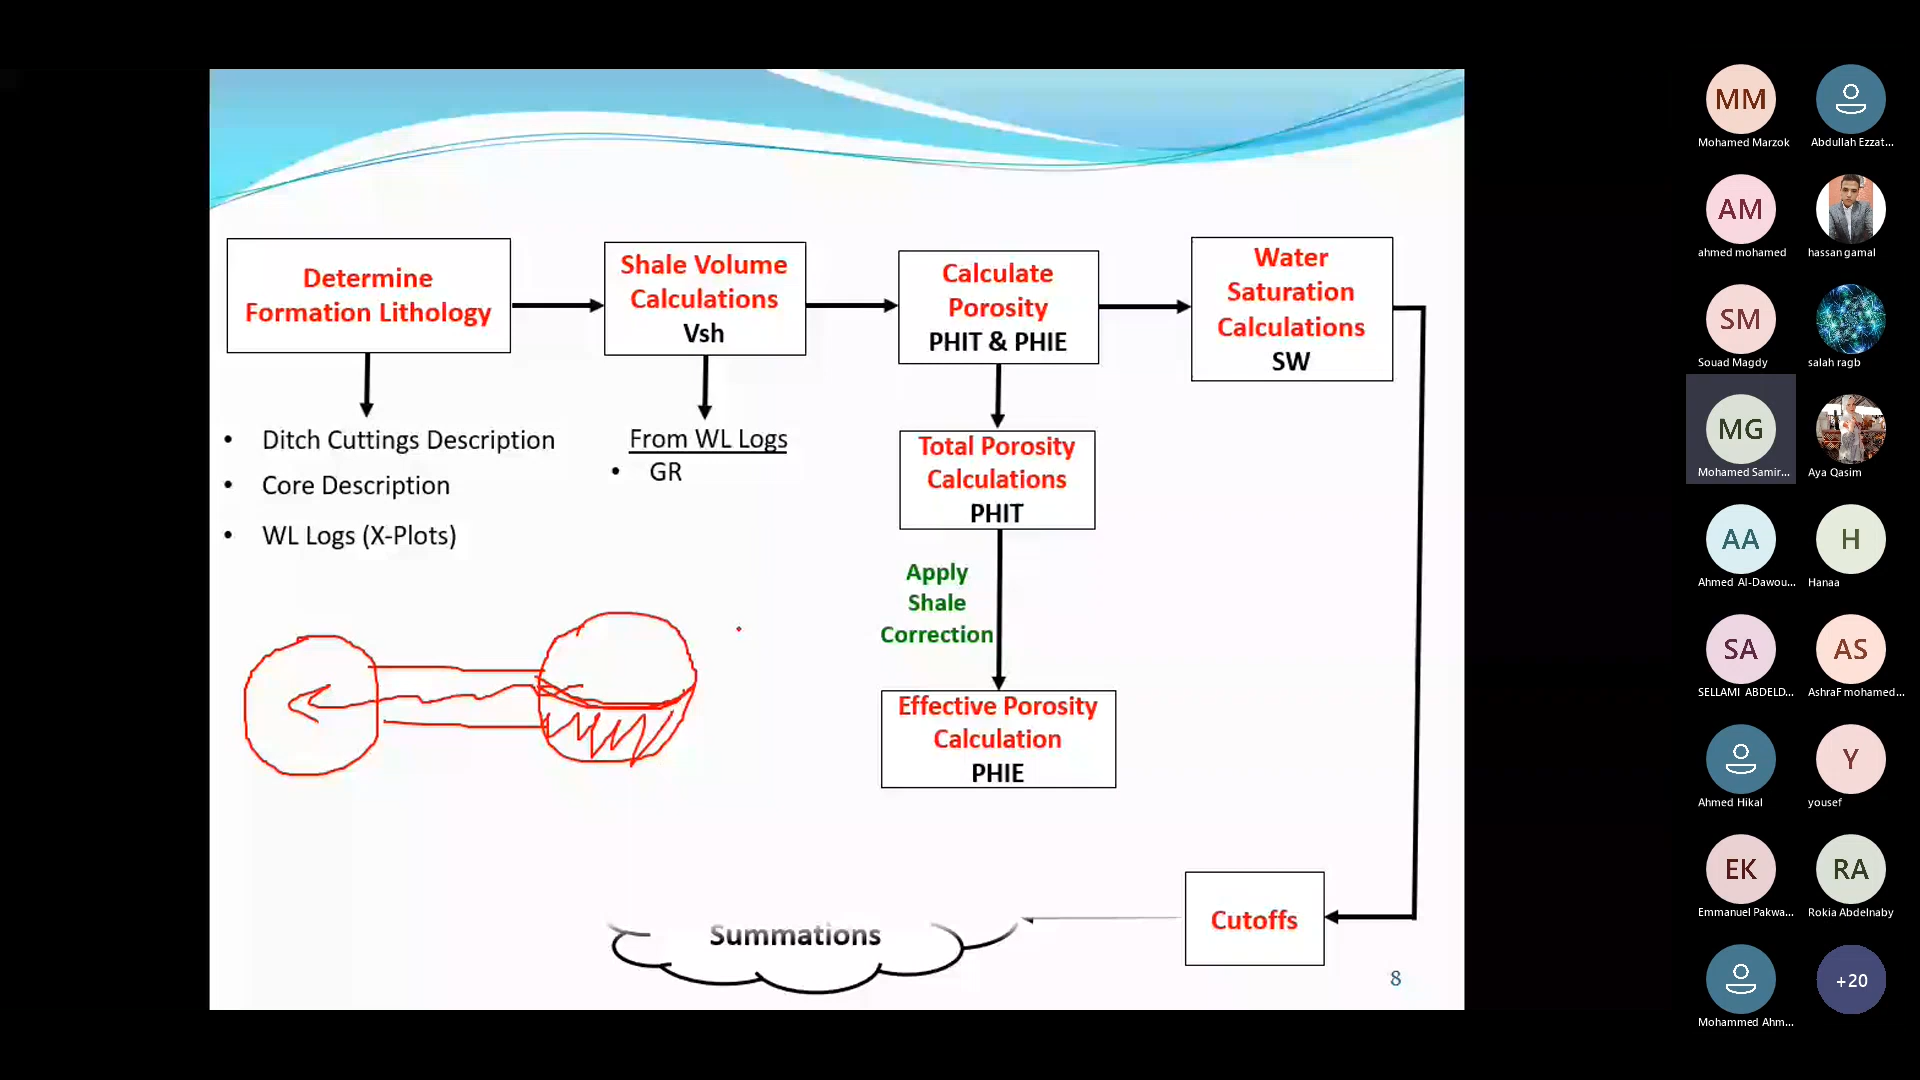 Determine
Formation Lithology
Shale Volume
Calculations
Vsh
Calculate
Porosity
PHIT & PHIE
Water
Saturation
Calculations
SW
• Ditch Cuttings Description
• Core Description
• WL Logs (X-Plots)
From WL Logs
• GR
Total Porosity
Calculations
PHIT
Apply
Shale
Correction
Effective Porosity
Calculation
PHIE
Cutoffs
Summations
8
MM
Mohamed Marzok
Abdullah Ezzat...
AM
ahmed mohamed
hassan gamal
SM
Souad Magdy
salah ragb
MG
Mohamed Samir...
Aya Qasim
AA
Ahmed Al-Dawou...
H
Hanaa
SA
SELLAMI ABDELD...
AS
AshraF mohamed...
Ahmed Hikal
Y
yousef
EK
Emmanuel Pakwa...
RA
Rokia Abdelnaby
Mohammed Ahm...
+20